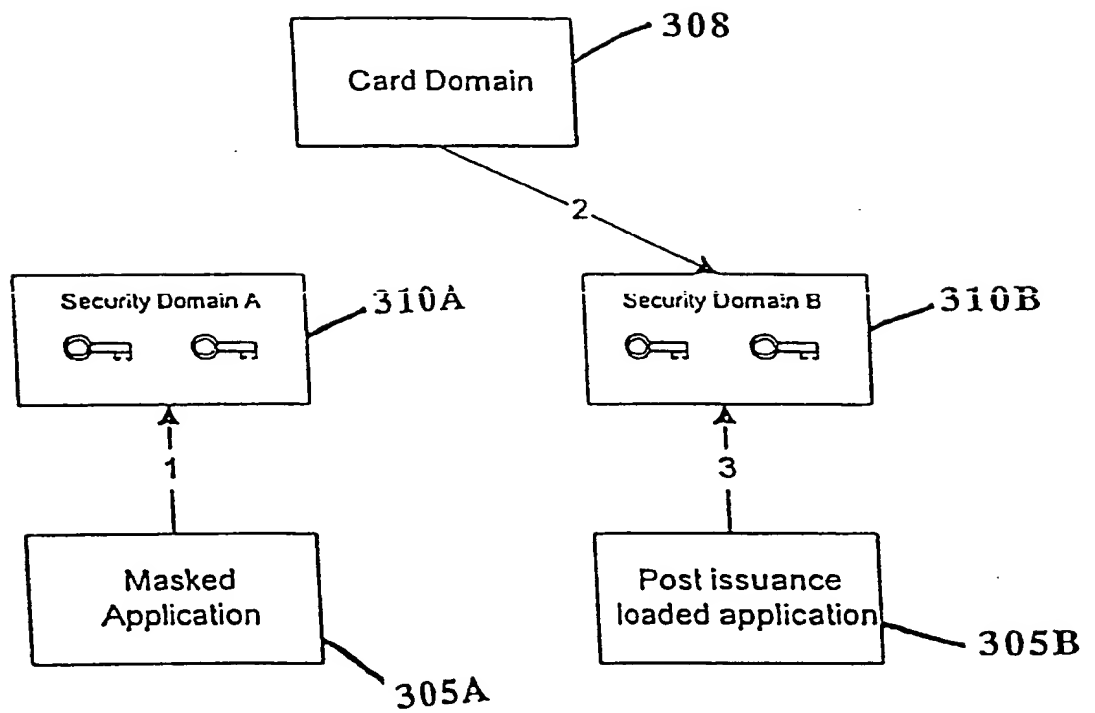 308
Card Domain
2
Security Domain A
310A
Security Domain B
310B
1
3
Masked
Application
Post issuance
loaded application
305A
305B